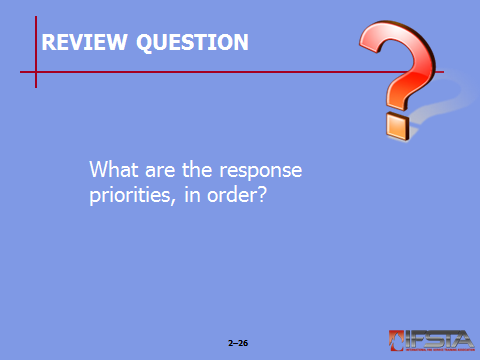 REVIEW QUESTION
What are the response
priorities, in order?
2–26
IFSTA